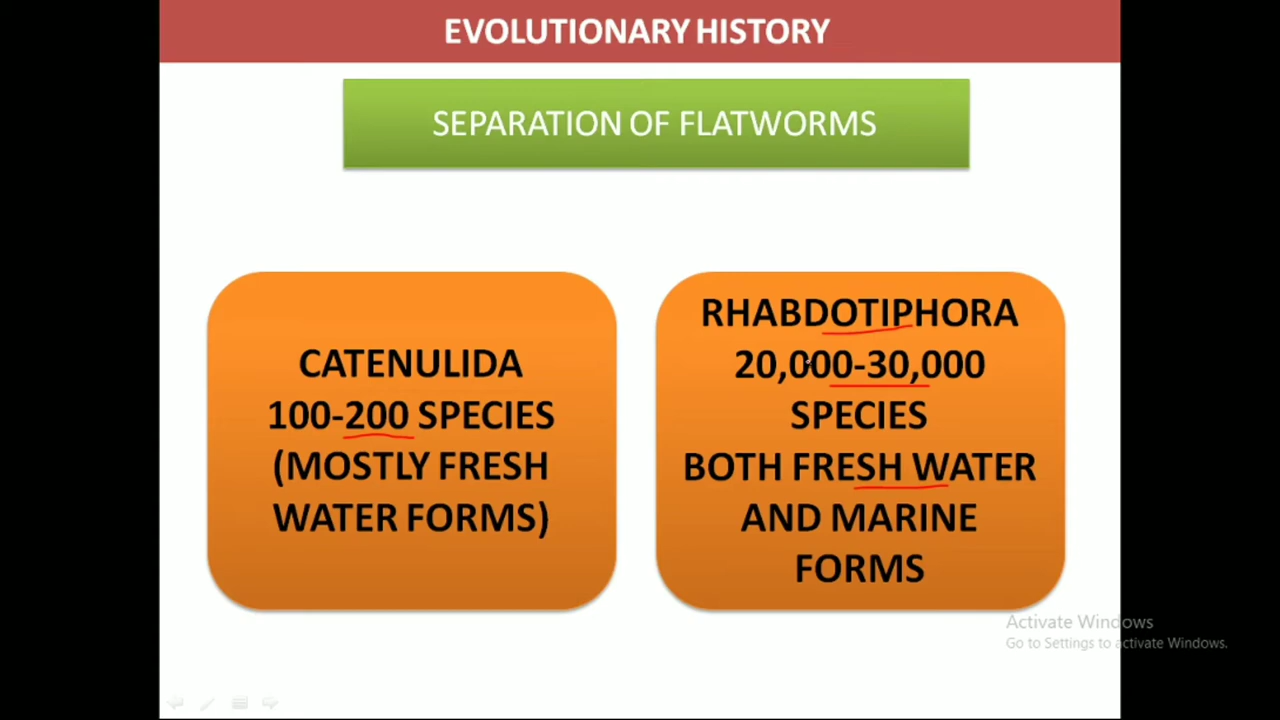 EVOLUTIONARY HISTORY
SEPARATION OF FLATWORMS
CATENULIDA
100-200 SPECIES
(MOSTLY FRESH
WATER FORMS)
RHABDOTIPHORA
20,000-30,000
SPECIES
BOTH FRESH WATER
AND MARINE
FORMS
Activate Windows
Go to Settings to activate Windows.